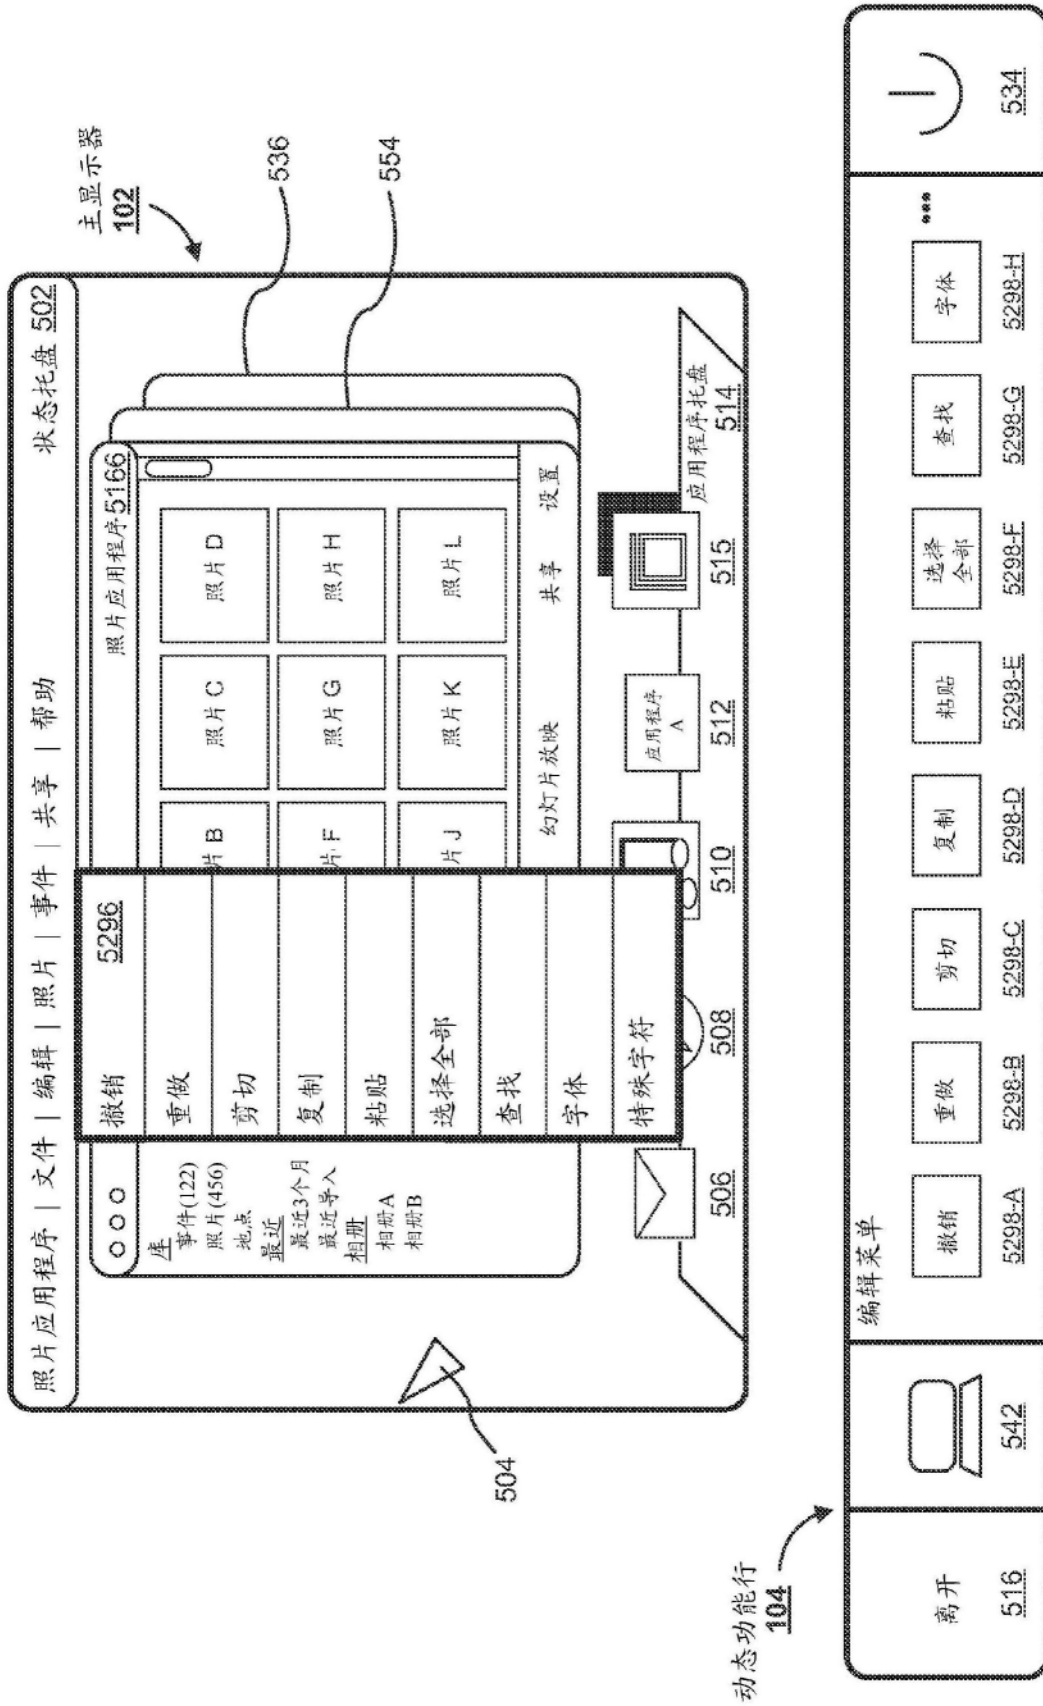 主显示器
102
照片应用程序 | 文件 | 编辑 | 照片 | 事件 | 共享 | 帮助
状态托盘 502
照片应用程序 5166
536
554
库
事件(122)
照片(456)
地点
最近
最近3个月
最近导入
相册
相册A
相册B
撤销 5296
重做
剪切
复制
粘贴
选择全部
查找
字体
特殊字符
片 B
照片 C
照片 D
片 F
照片 G
照片 H
片 J
照片 K
照片 L
幻灯片放映
共享
设置
504
506
508
510
应用程序
A
512
515
应用程序托盘
514
动态功能行
104
离开
516
542
编辑菜单
撤销
5298-A
重做
5298-B
剪切
5298-C
复制
5298-D
粘贴
5298-E
选择
全部
5298-F
查找
5298-G
字体
5298-H
•••
534